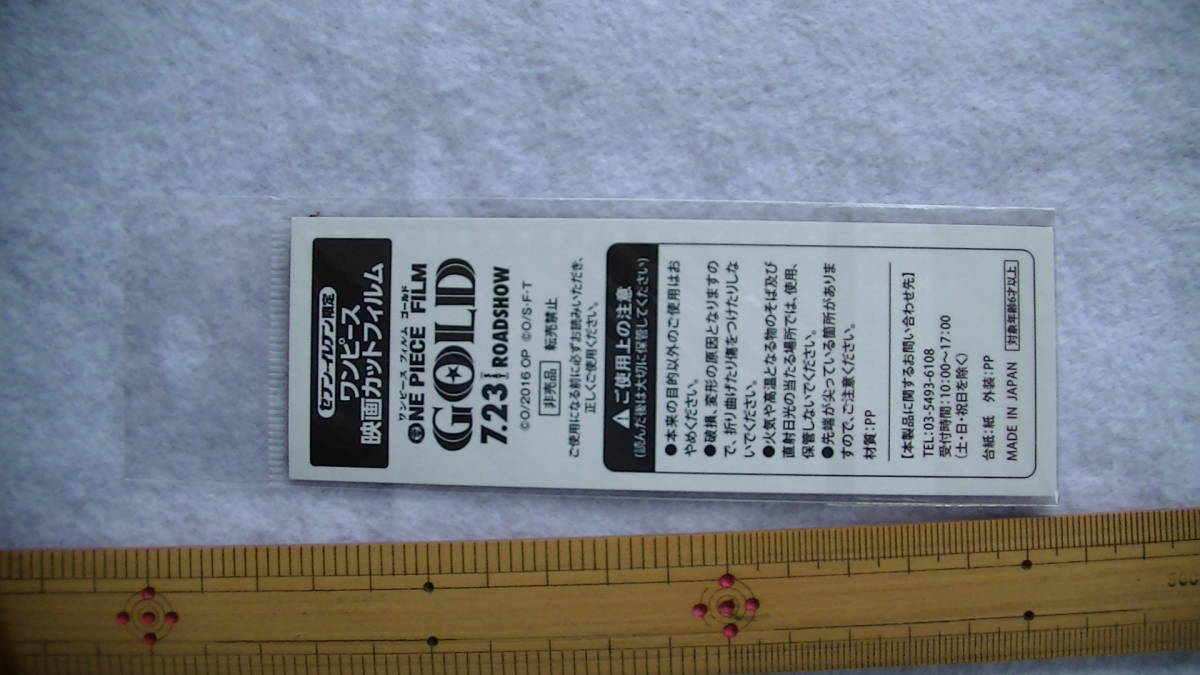 セブン-イレブン限定
ワンピース
映画カットフィルム
ワンピース フィルム ゴールド
ONE PIECE FILM
GOLD
7.23 ROADSHOW
©O/2016 OP ©O/S・F・T
非売品 転売禁止
ご使用になる前に必ずお読みいただき、
正しくご使用ください。
⚠ご使用上の注意
(読んだ後は大切に保管してください)
●本来の目的以外のご使用はお
やめください。
●破損、変形の原因となりますの
で、折り曲げたり傷をつけたりしな
いでください。
●火気や高温となる物のそば及び
直射日光の当たる場所では、使用、
保管しないでください。
●先端が尖っている箇所がありま
すので、ご注意ください。
材質:PP
【本製品に関するお問い合わせ先】
TEL:03-5493-6108
受付時間:10:00~17:00
(土・日・祝日を除く)
台紙:紙 外装:PP
MADE IN JAPAN 対象年齢6才以上